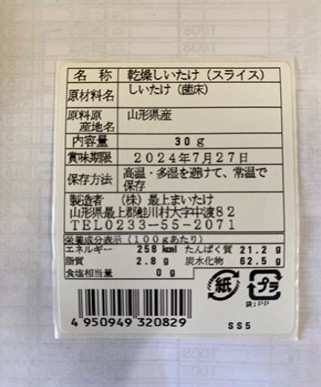 名 称 乾燥しいたけ（スライス）
原材料名 しいたけ（菌床）
原料原産地名 山形県産
内容量 30g
賞味期限 2024年7月27日
保存方法 高温・多湿を避けて、常温で
保存
製造者 （株）最上まいたけ
山形県最上郡鮭川村大字中渡82
TEL0233-55-2071
栄養成分表示（100gあたり）
エネルギー 258 kcal たんぱく質 21.2 g
脂質 2.8 g 炭水化物 62.5 g
食塩相当量 0 g
紙 プラ
袋:PP
4 950949 320829
SS5